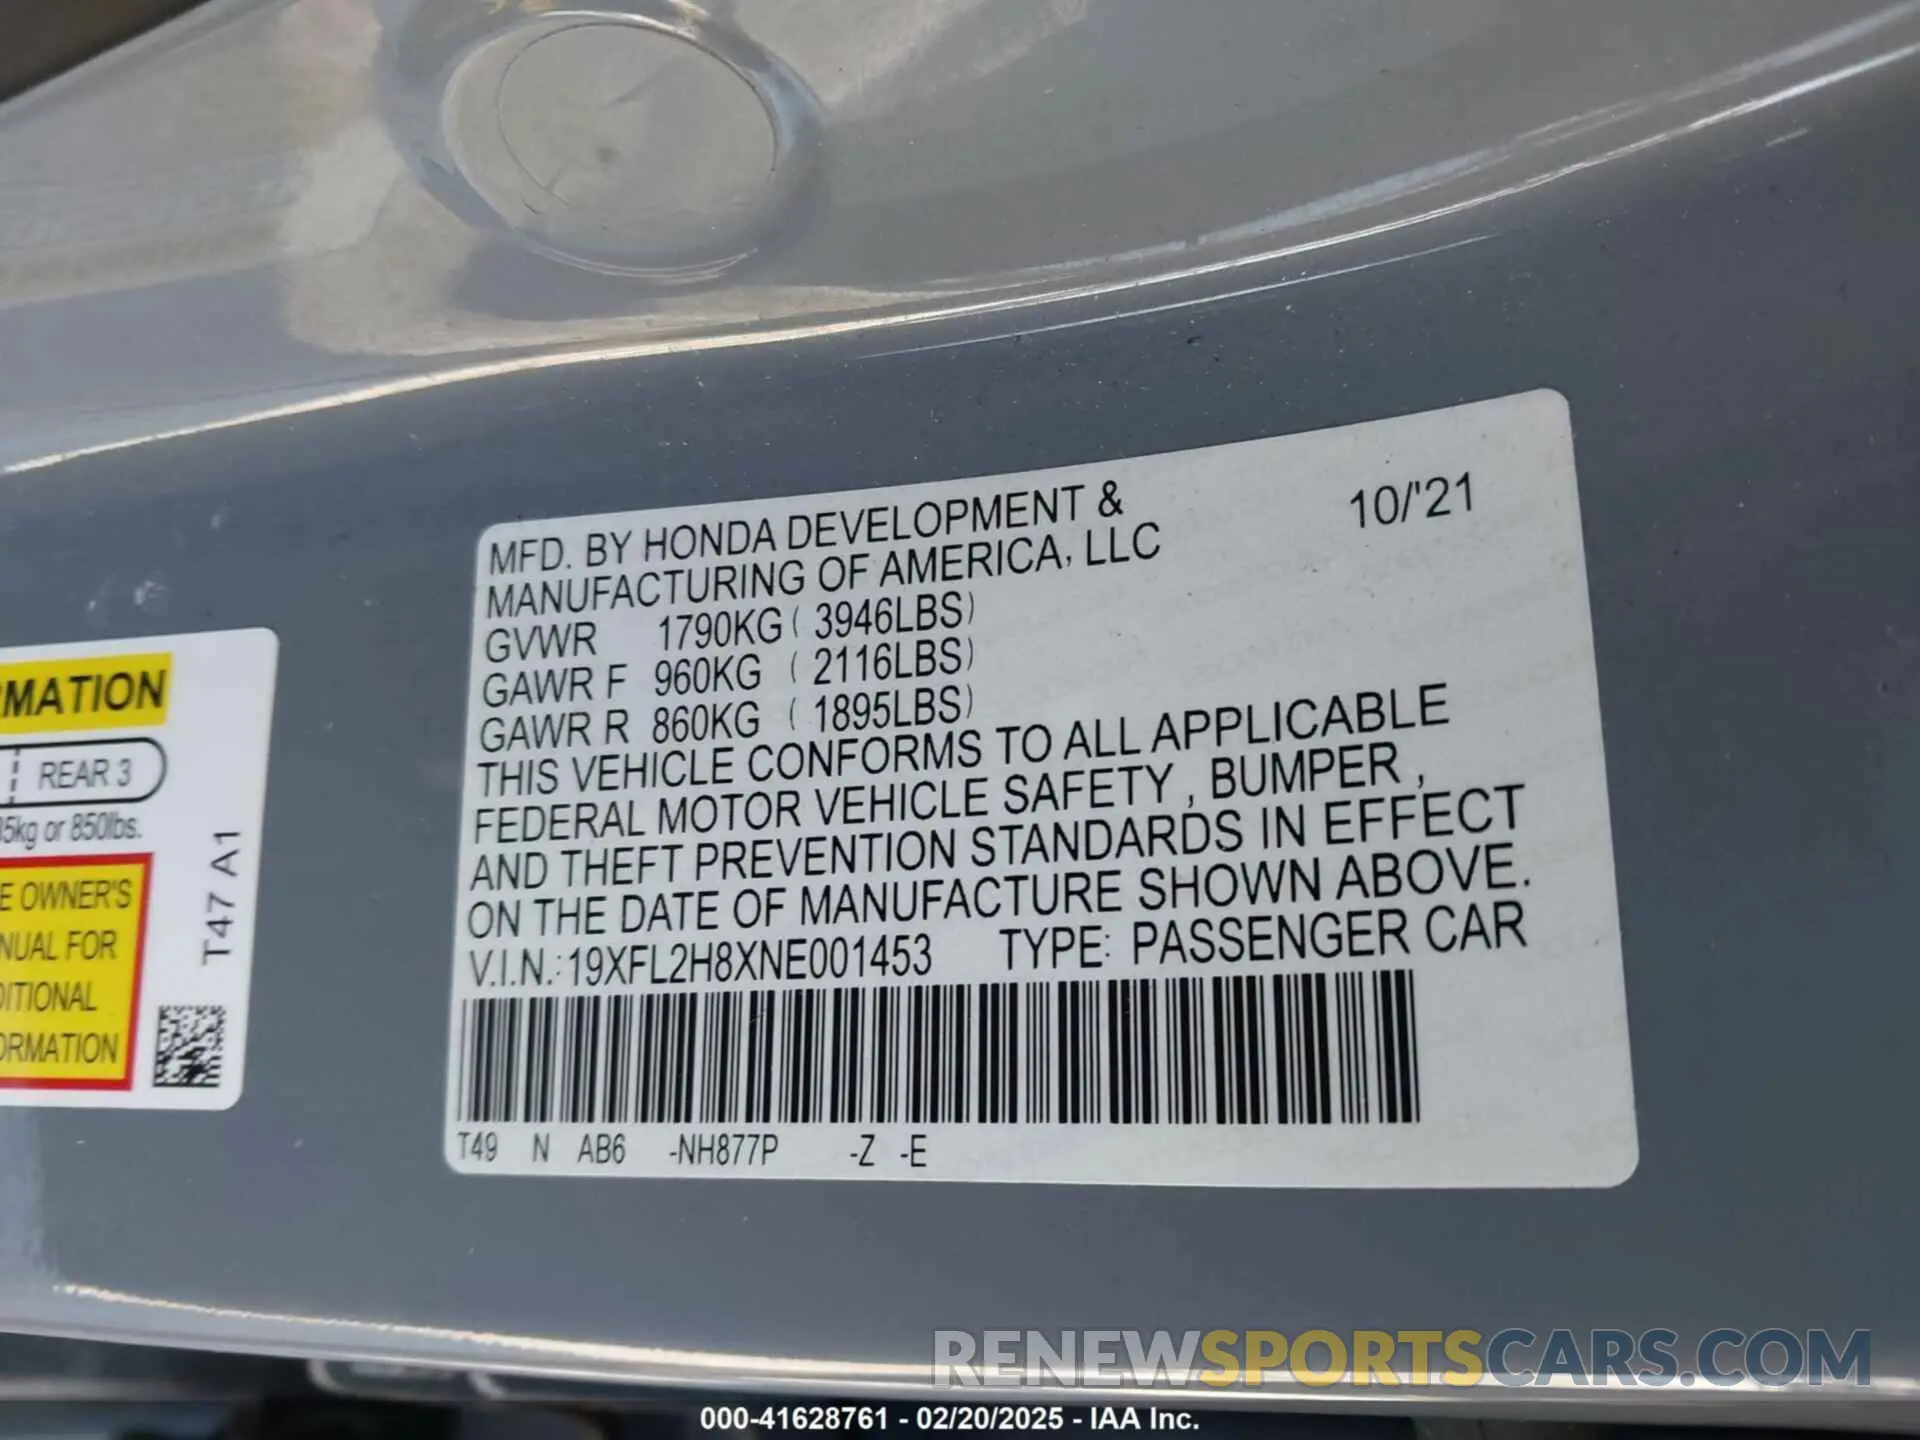 MFD. BY HONDA DEVELOPMENT & 10/'21
MANUFACTURING OF AMERICA, LLC
GVWR 1790KG ( 3946LBS)
GAWR F 960KG ( 2116LBS)
GAWR R 860KG ( 1895LBS)
THIS VEHICLE CONFORMS TO ALL APPLICABLE
FEDERAL MOTOR VEHICLE SAFETY , BUMPER ,
AND THEFT PREVENTION STANDARDS IN EFFECT
ON THE DATE OF MANUFACTURE SHOWN ABOVE.
V.I.N.: 19XFL2H8XNE001453 TYPE: PASSENGER CAR
T49 N AB6 -NH877P -Z -E
RMATION
REAR 3
5kg or 850lbs.
E OWNER'S
NUAL FOR
DITIONAL
ORMATION
T47 A1
RENEWSPORTSCARS.COM
000-41628761 - 02/20/2025 - IAA Inc.